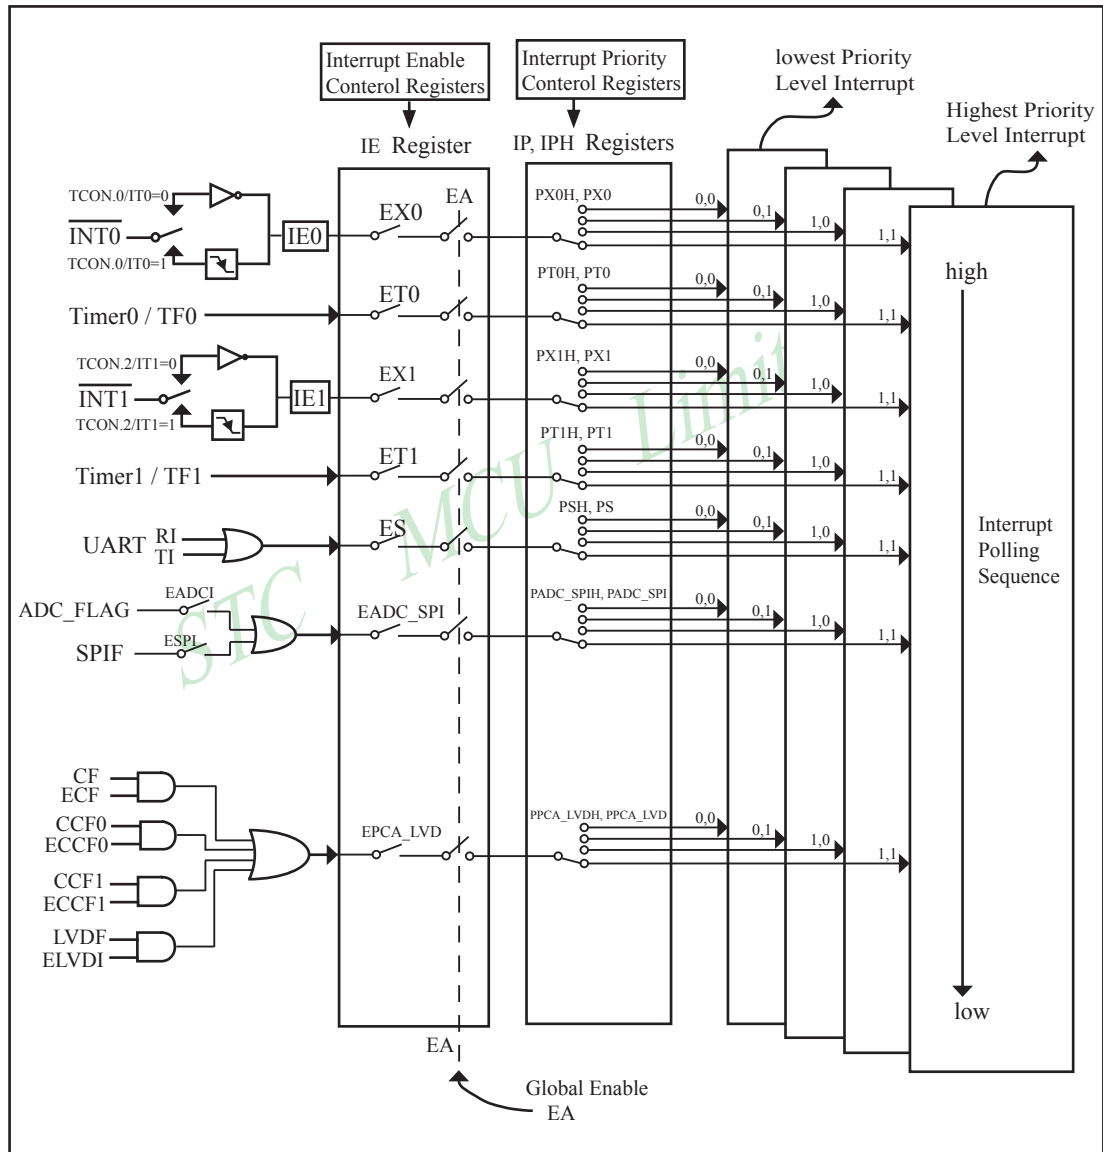 Interrupt Enable
Conterol Registers
Interrupt Priority
Conterol Registers
lowest Priority
Level Interrupt
Highest Priority
Level Interrupt
IE Register
IP, IPH Registers
TCON.0/IT0=0
INT0
TCON.0/IT0=1
IE0
EX0
EA
PX0H, PX0
0,0
0,1
1,0
1,1
high
Timer0 / TF0
ET0
PT0H, PT0
0,0
0,1
1,0
1,1
TCON.2/IT1=0
INT1
TCON.2/IT1=1
IE1
EX1
PX1H, PX1
0,0
0,1
1,0
1,1
Timer1 / TF1
ET1
PT1H, PT1
0,0
0,1
1,0
1,1
UART
RI
TI
ES
PSH, PS
0,0
0,1
1,0
1,1
Interrupt
Polling
Sequence
ADC_FLAG
EADCI
SPIF
ESPI
EADC_SPI
PADC_SPIH, PADC_SPI
0,0
0,1
1,0
1,1
STC MCU Limit
CF
ECF
CCF0
ECCF0
CCF1
ECCF1
LVDF
ELVDI
EPCA_LVD
PPCA_LVDH, PPCA_LVD
0,0
0,1
1,0
1,1
low
EA
Global Enable
EA